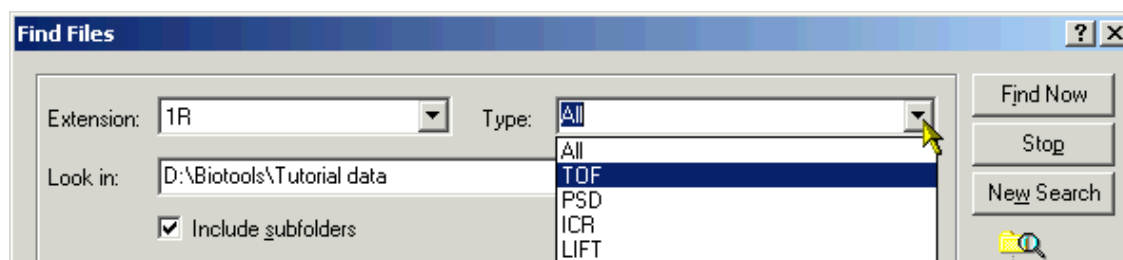 Find Files
Extension: 1R Type: All Find Now
All Stop
Look in: D:\Biotools\Tutorial data TOF New Search
PSD
Include subfolders ICR
LIFT